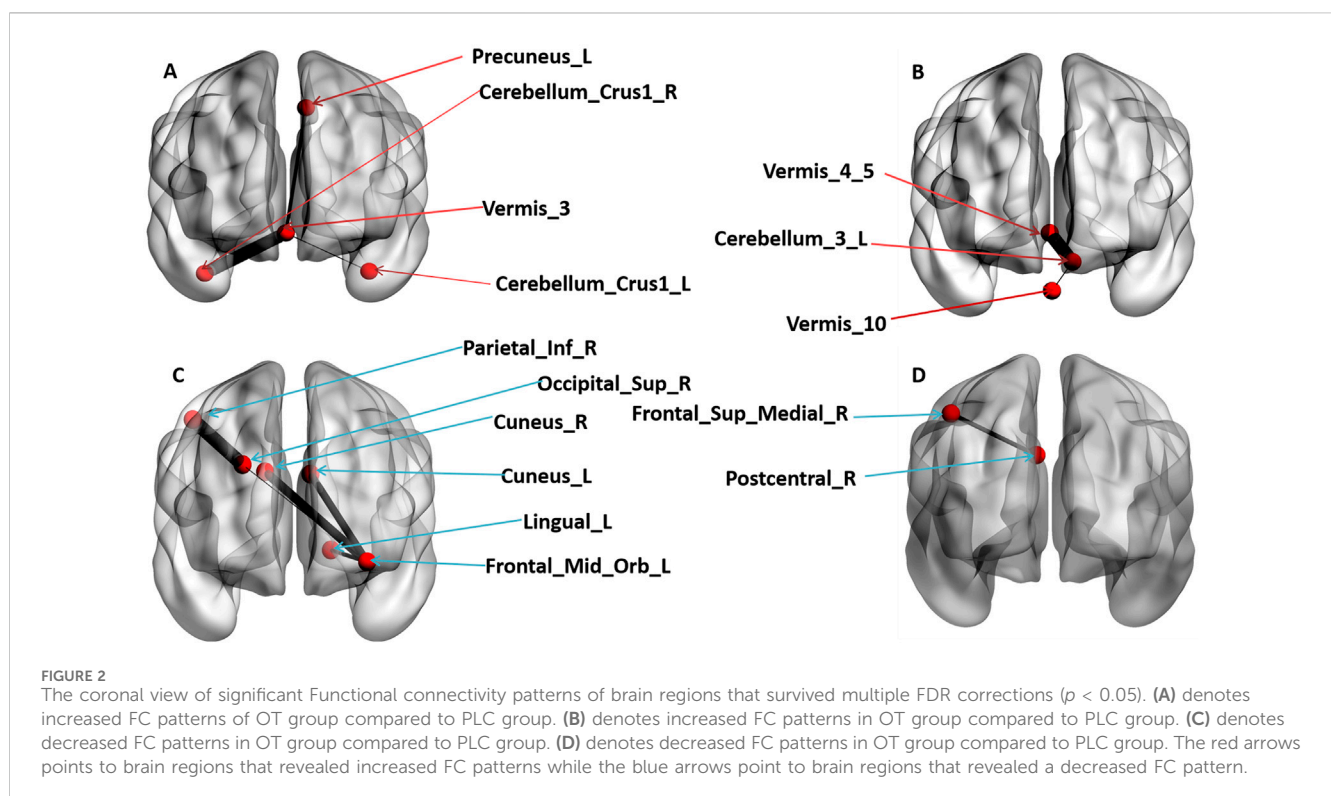 A
Precuneus_L
Cerebellum_Crus1_R
Vermis_3
Cerebellum_Crus1_L
B
Vermis_4_5
Cerebellum_3_L
Vermis_10
C
Parietal_Inf_R
Occipital_Sup_R
Cuneus_R
Cuneus_L
Lingual_L
Frontal_Mid_Orb_L
D
Frontal_Sup_Medial_R
Postcentral_R
FIGURE 2
The coronal view of significant Functional connectivity patterns of brain regions that survived multiple FDR corrections (p < 0.05). (A) denotes
increased FC patterns of OT group compared to PLC group. (B) denotes increased FC patterns in OT group compared to PLC group. (C) denotes
decreased FC patterns in OT group compared to PLC group. (D) denotes decreased FC patterns in OT group compared to PLC group. The red arrows
points to brain regions that revealed increased FC patterns while the blue arrows point to brain regions that revealed a decreased FC pattern.